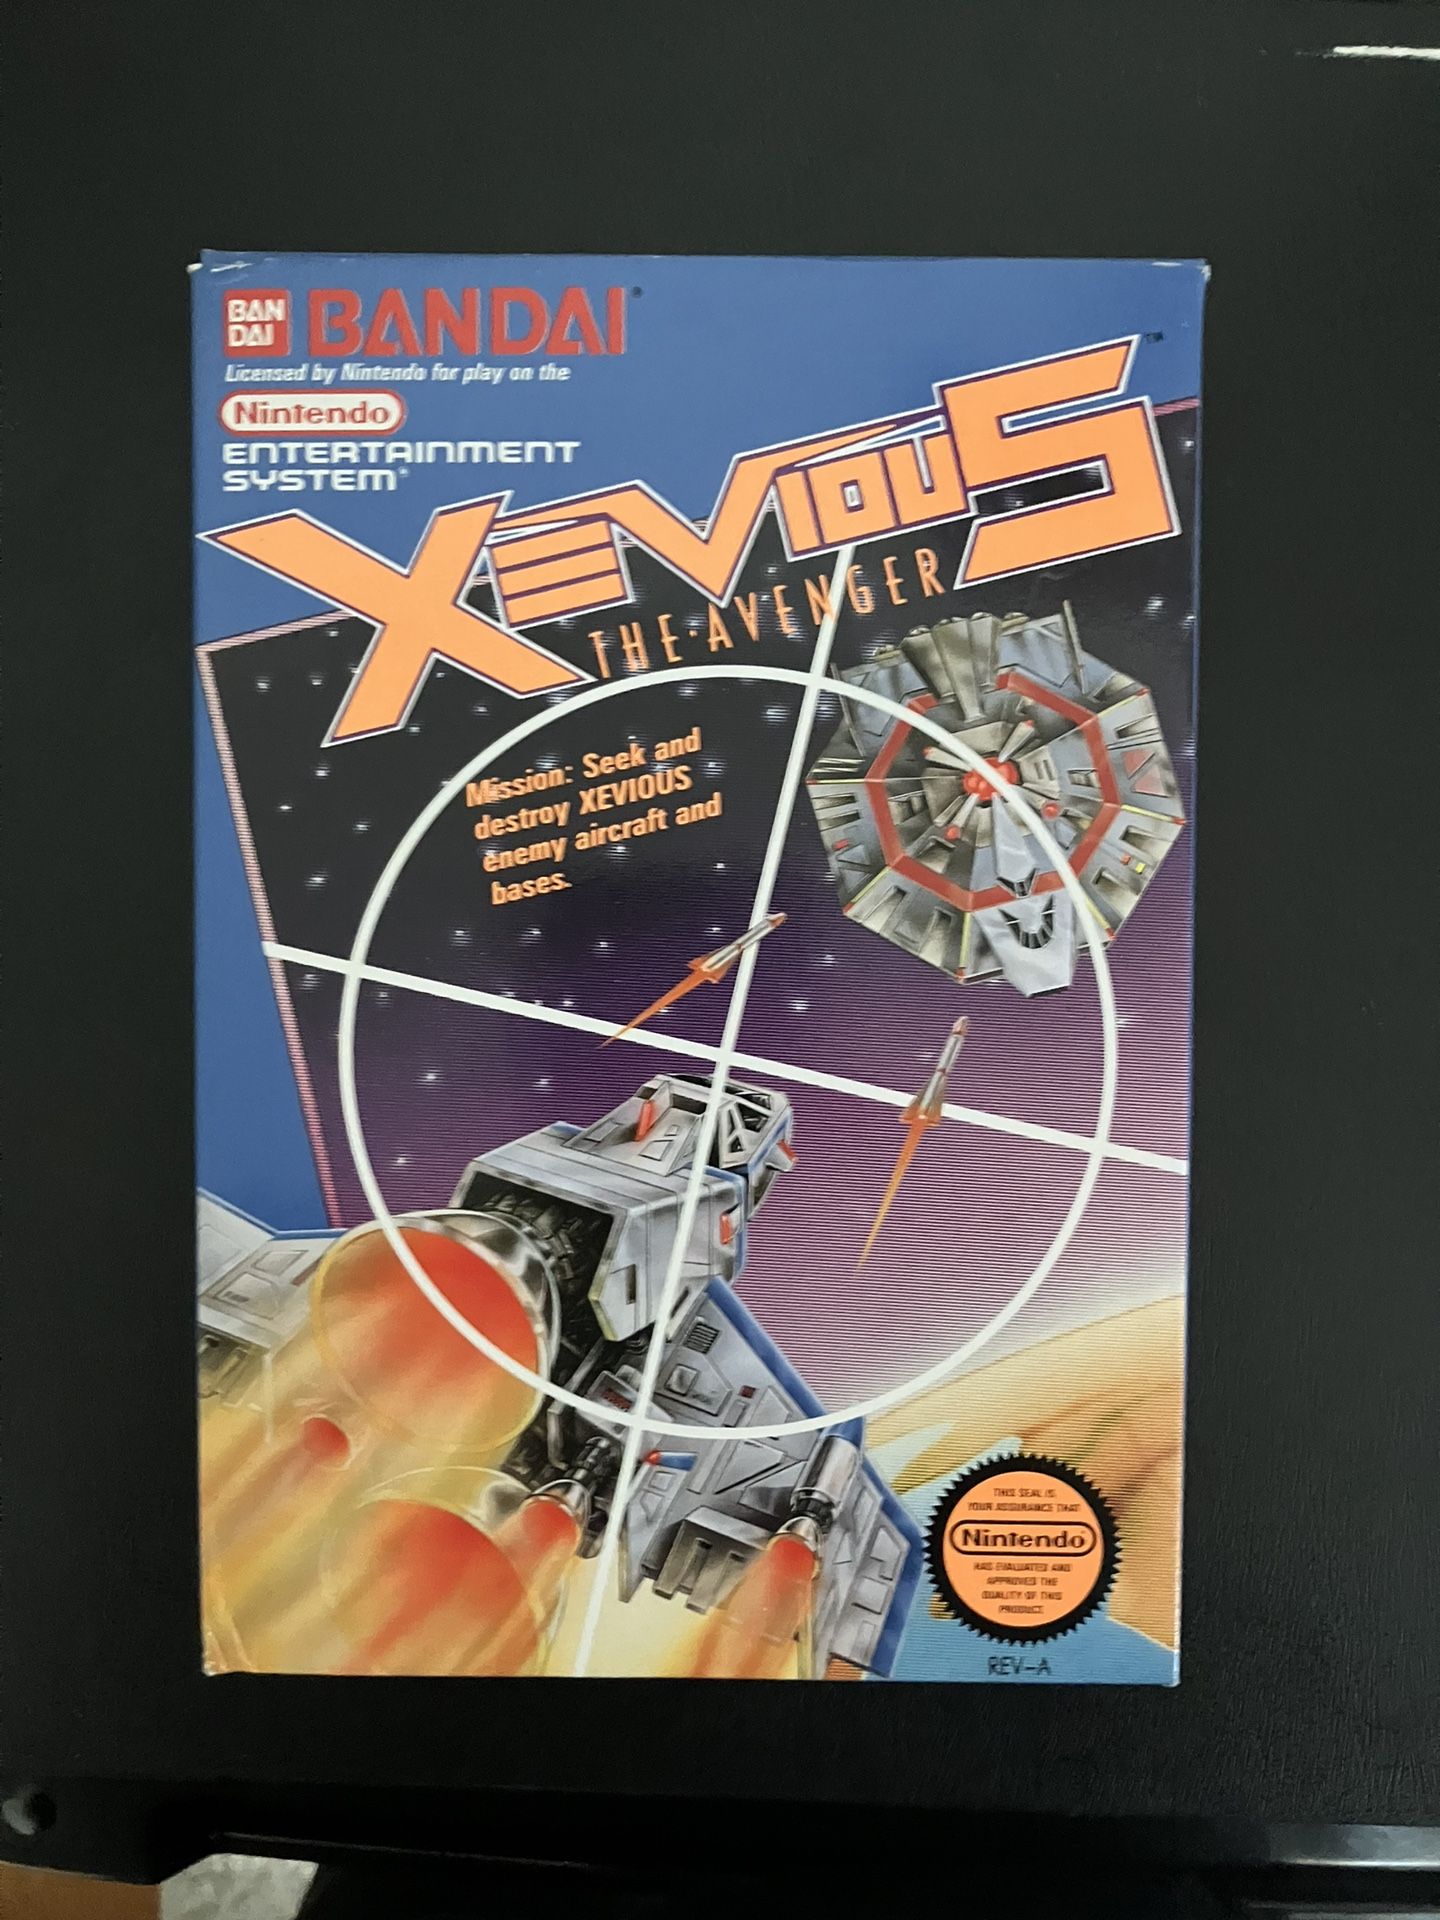 BAN
DAI
BANDAI®
Licensed by Nintendo for play on the
Nintendo
ENTERTAINMENT
SYSTEM®
XEVIOUS™
THE·AVENGER
Mission: Seek and
destroy XEVIOUS
enemy aircraft and
bases.
THIS SEAL IS
YOUR ASSURANCE THAT
Nintendo®
HAS EVALUATED AND
APPROVED THE
QUALITY OF THIS
PRODUCT.
REV-A